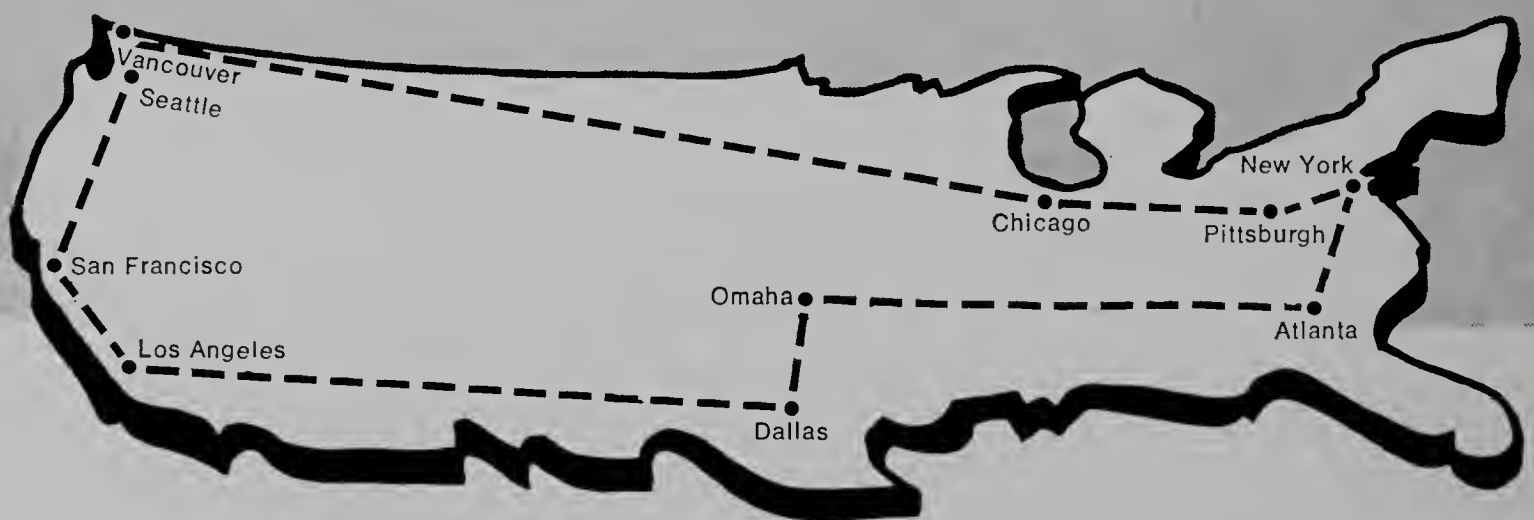 Vancouver
Seattle
New York
Chicago
Pittsburgh
San Francisco
Omaha
Atlanta
Los Angeles
Dallas